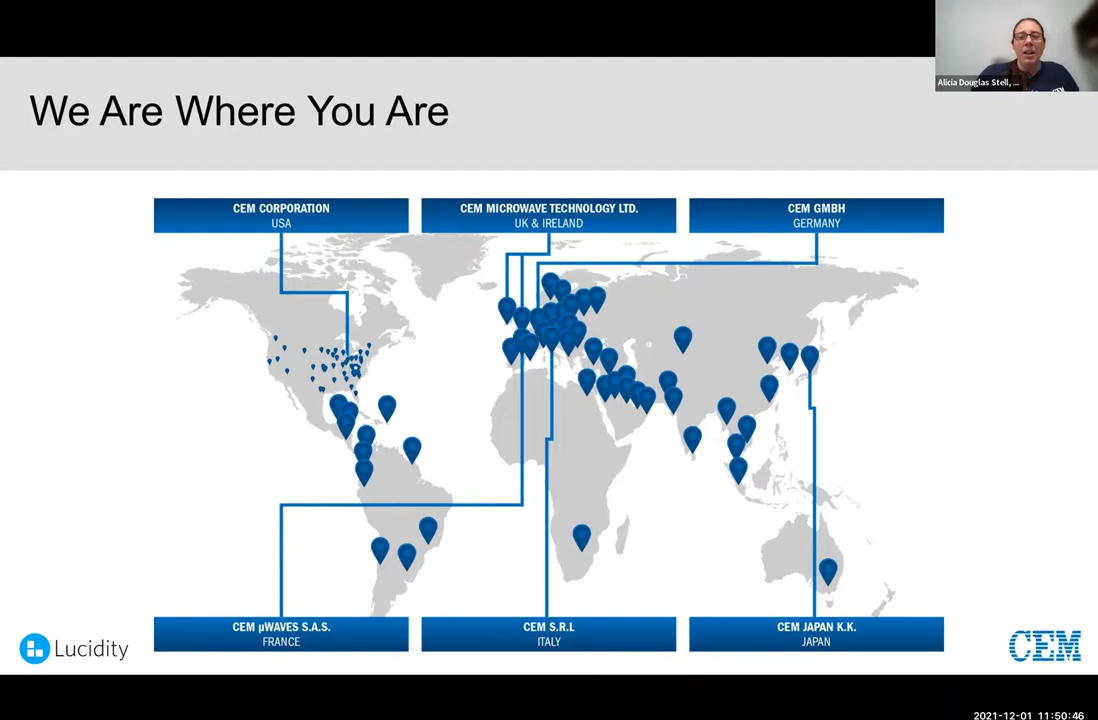 Alicia Douglas Stell, ...
We Are Where You Are
CEM CORPORATION
USA
CEM MICROWAVE TECHNOLOGY LTD.
UK & IRELAND
CEM GMBH
GERMANY
CEM µWAVES S.A.S.
FRANCE
CEM S.R.L
ITALY
CEM JAPAN K.K.
JAPAN
Lucidity
CEM
2021-12-01 11:50:46